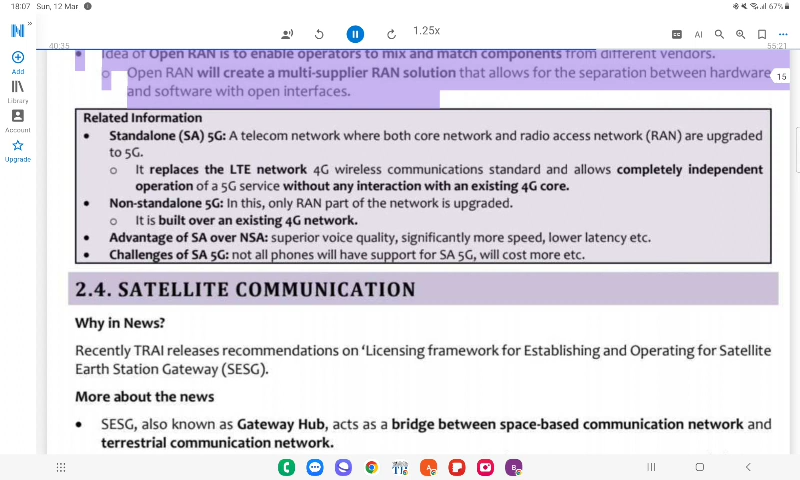 18:07 Sun, 12 Mar
67%
N
»
1.25x
CC
AI
40:35
55:21
Add
Library
Account
Upgrade
15
Idea of Open RAN is to enable operators to mix and match components from different vendors.
o Open RAN will create a multi-supplier RAN solution that allows for the separation between hardware
and software with open interfaces.
Related Information
• Standalone (SA) 5G: A telecom network where both core network and radio access network (RAN) are upgraded
to 5G.
o It replaces the LTE network 4G wireless communications standard and allows completely independent
operation of a 5G service without any interaction with an existing 4G core.
• Non-standalone 5G: In this, only RAN part of the network is upgraded.
o It is built over an existing 4G network.
• Advantage of SA over NSA: superior voice quality, significantly more speed, lower latency etc.
• Challenges of SA 5G: not all phones will have support for SA 5G, will cost more etc.
2.4. SATELLITE COMMUNICATION
Why in News?
Recently TRAI releases recommendations on ‘Licensing framework for Establishing and Operating for Satellite
Earth Station Gateway (SESG).
More about the news
• SESG, also known as Gateway Hub, acts as a bridge between space-based communication network and
terrestrial communication network.